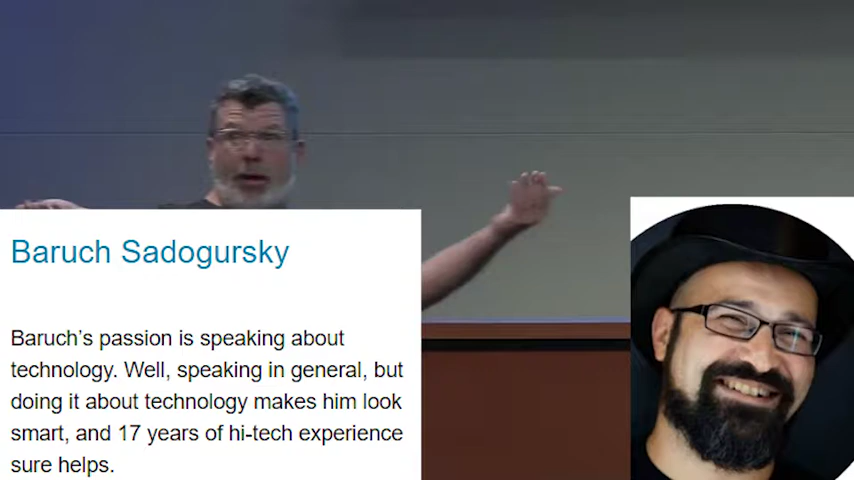 Baruch Sadogursky
Baruch’s passion is speaking about
technology. Well, speaking in general, but
doing it about technology makes him look
smart, and 17 years of hi-tech experience
sure helps.